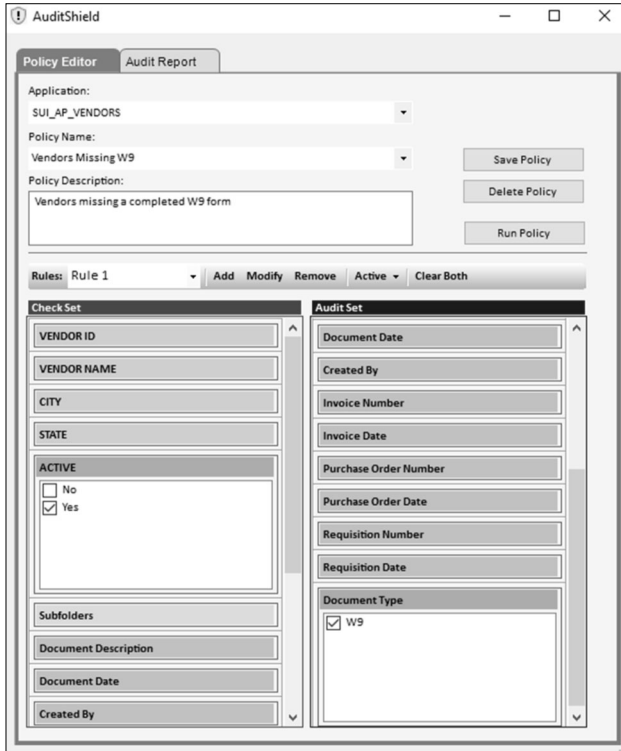 AuditShield
Policy Editor
Audit Report
Application:
SUI_AP_VENDORS
Policy Name:
Vendors Missing W9
Save Policy
Policy Description:
Delete Policy
Vendors missing a completed W9 form
Run Policy
Rules: Rule 1 Add Modify Remove Active Clear Both
Check Set
VENDOR ID
VENDOR NAME
CITY
STATE
ACTIVE
No
Yes
Subfolders
Document Description
Document Date
Created By
Audit Set
Document Date
Created By
Invoice Number
Invoice Date
Purchase Order Number
Purchase Order Date
Requisition Number
Requisition Date
Document Type
W9